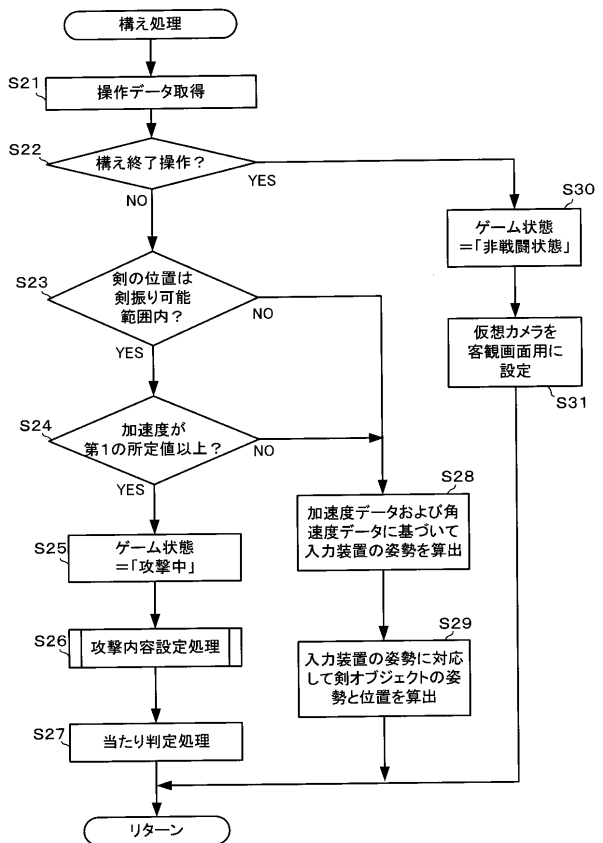 構え処理
S21
操作データ取得
S22
構え終了操作？
YES
NO
S30
ゲーム状態
＝「非戦闘状態」
S23
剣の位置は
剣振り可能
範囲内？
NO
YES
仮想カメラを
客観画面用に
設定
S31
S24
加速度が
第1の所定値以上？
NO
YES
S28
加速度データおよび角
速度データに基づいて
入力装置の姿勢を算出
S25
ゲーム状態
＝「攻撃中」
S26
攻撃内容設定処理
S29
入力装置の姿勢に対応
して剣オブジェクトの姿
勢と位置を算出
S27
当たり判定処理
リターン